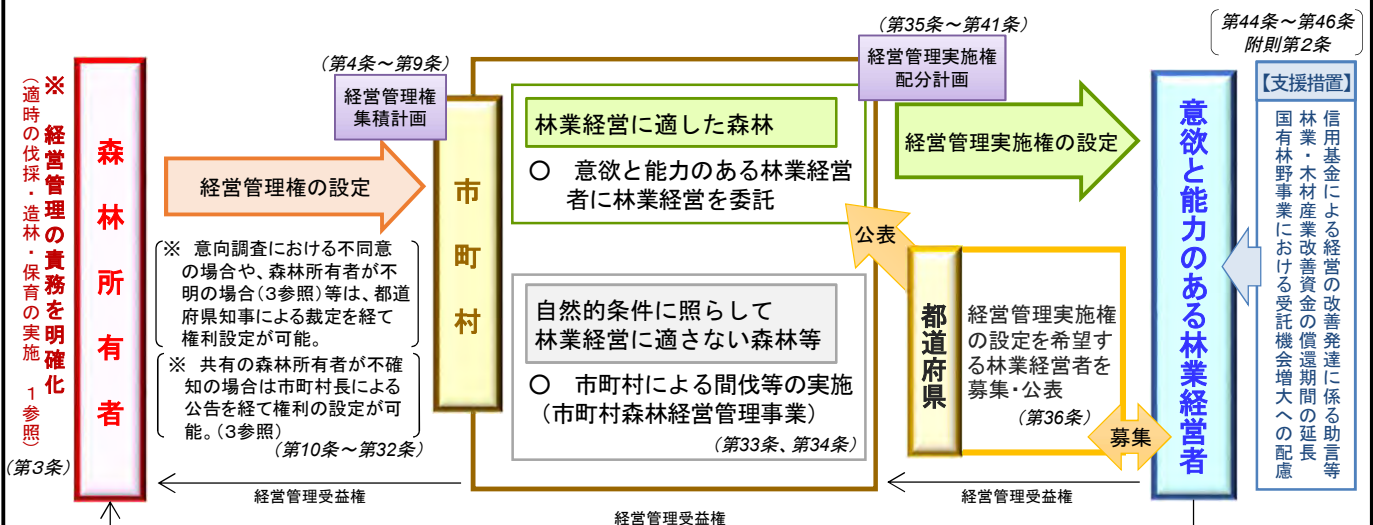 ※ 経営管理の責務を明確化
(適時の伐採・造林・保育の実施 1参照)
(第3条)
森林所有者
経営管理権の設定
※ 意向調査における不同意
の場合や、森林所有者が不
明の場合(3参照)等は、都道
府県知事による裁定を経て
権利設定が可能。
※ 共有の森林所有者が不確
知の場合は市町村長による
公告を経て権利の設定が可
能。(3参照)
(第10条~第32条)
(第4条~第9条)
経営管理権
集積計画
市町村
林業経営に適した森林
○ 意欲と能力のある林業経営
者に林業経営を委託
自然的条件に照らして
林業経営に適さない森林等
○ 市町村による間伐等の実施
(市町村森林経営管理事業)
(第33条、第34条)
(第35条~第41条)
経営管理実施権
配分計画
経営管理実施権の設定
公表
都道府県
経営管理実施権
の設定を希望す
る林業経営者を
募集・公表
(第36条)
募集
意欲と能力のある林業経営者
第44条~第46条
附則第2条
【支援措置】
信用基金による経営の改善発達に係る助言等
林業・木材産業改善資金の償還期間の延長
国有林野事業における受託機会増大への配慮
経営管理受益権
経営管理受益権
経営管理受益権